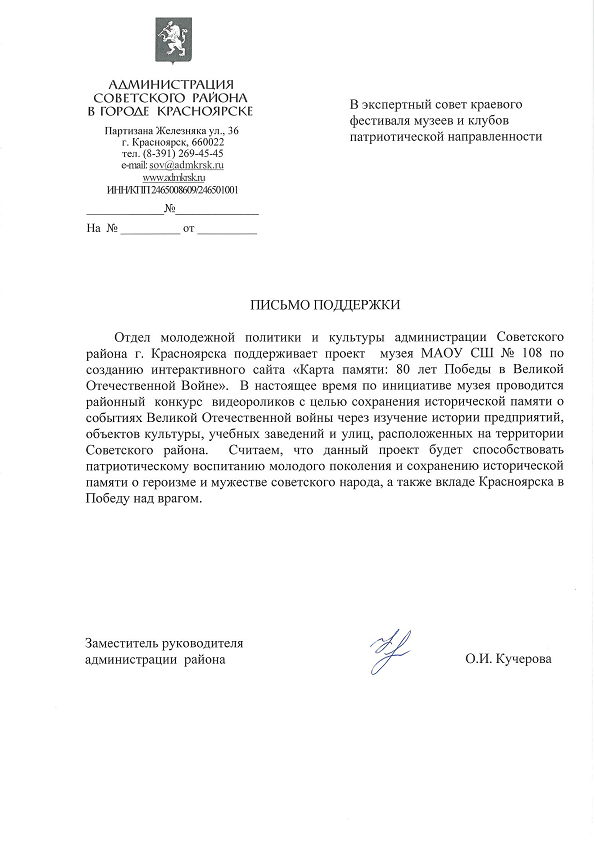 АДМИНИСТРАЦИЯ
СОВЕТСКОГО РАЙОНА
В ГОРОДЕ КРАСНОЯРСКЕ
Партизана Железняка ул., 36
г. Красноярск, 660022
тел. (8-391) 269-45-45
e-mail: sov@admkrsk.ru
www.admkrsk.ru
ИНН/КПП 2465008609/246501001
_____________№______________
На № __________ от __________
В экспертный совет краевого
фестиваля музеев и клубов
патриотической направленности
ПИСЬМО ПОДДЕРЖКИ
Отдел молодежной политики и культуры администрации Советского
района г. Красноярска поддерживает проект музея МАОУ СШ № 108 по
созданию интерактивного сайта «Карта памяти: 80 лет Победы в Великой
Отечественной Войне». В настоящее время по инициативе музея проводится
районный конкурс видеороликов с целью сохранения исторической памяти о
событиях Великой Отечественной войны через изучение истории предприятий,
объектов культуры, учебных заведений и улиц, расположенных на территории
Советского района. Считаем, что данный проект будет способствовать
патриотическому воспитанию молодого поколения и сохранению исторической
памяти о героизме и мужестве советского народа, а также вкладе Красноярска в
Победу над врагом.
Заместитель руководителя
администрации района
О.И. Кучерова